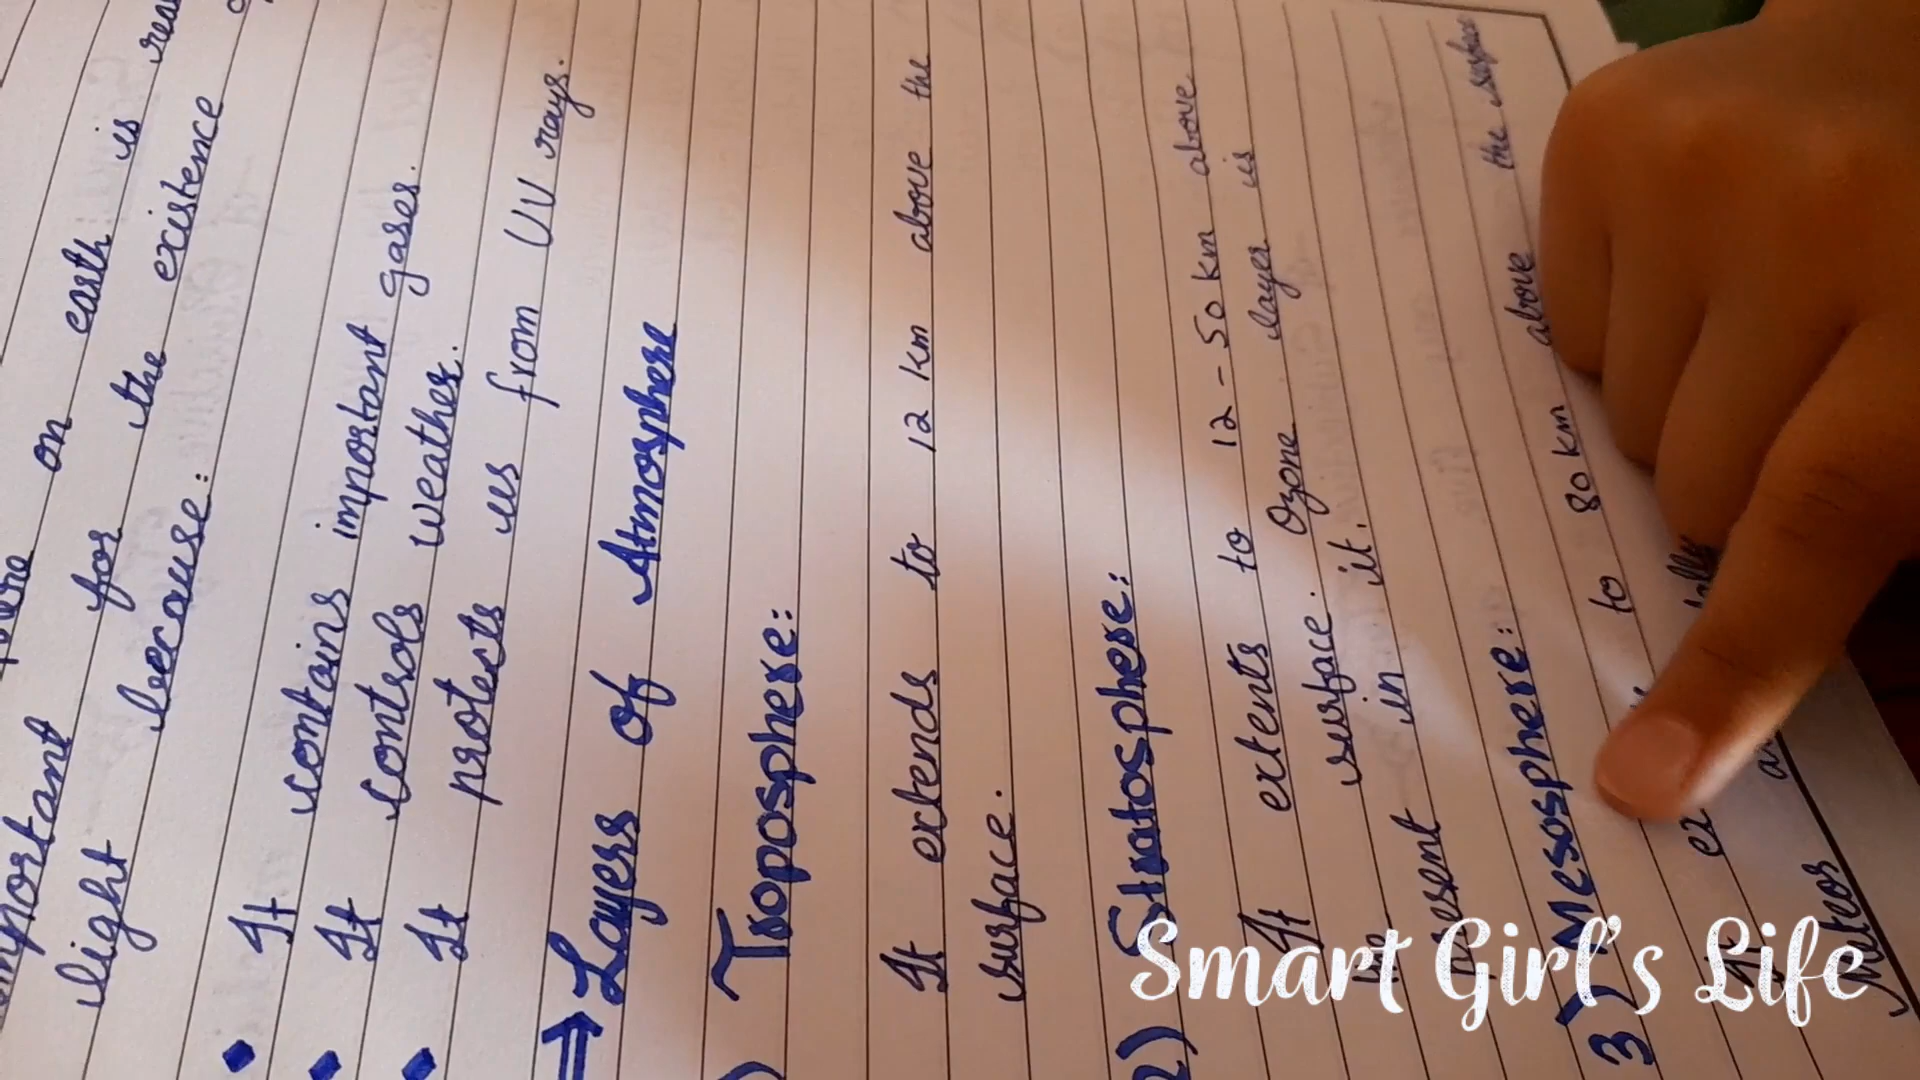 on earth is
important for the existence
light because:
It contains important gases.
It controls weather.
It protects us from UV rays.
⇒ Layers of Atmosphere
) Troposphere:
It extends to 12 km above the
surface.
2) Stratosphere:
It extents to 12 - 50 km above
the surface. Ozone layer is
present in it.
3) Mesosphere:
It to 80 km above the surface
Meteor
Smart Girl's Life